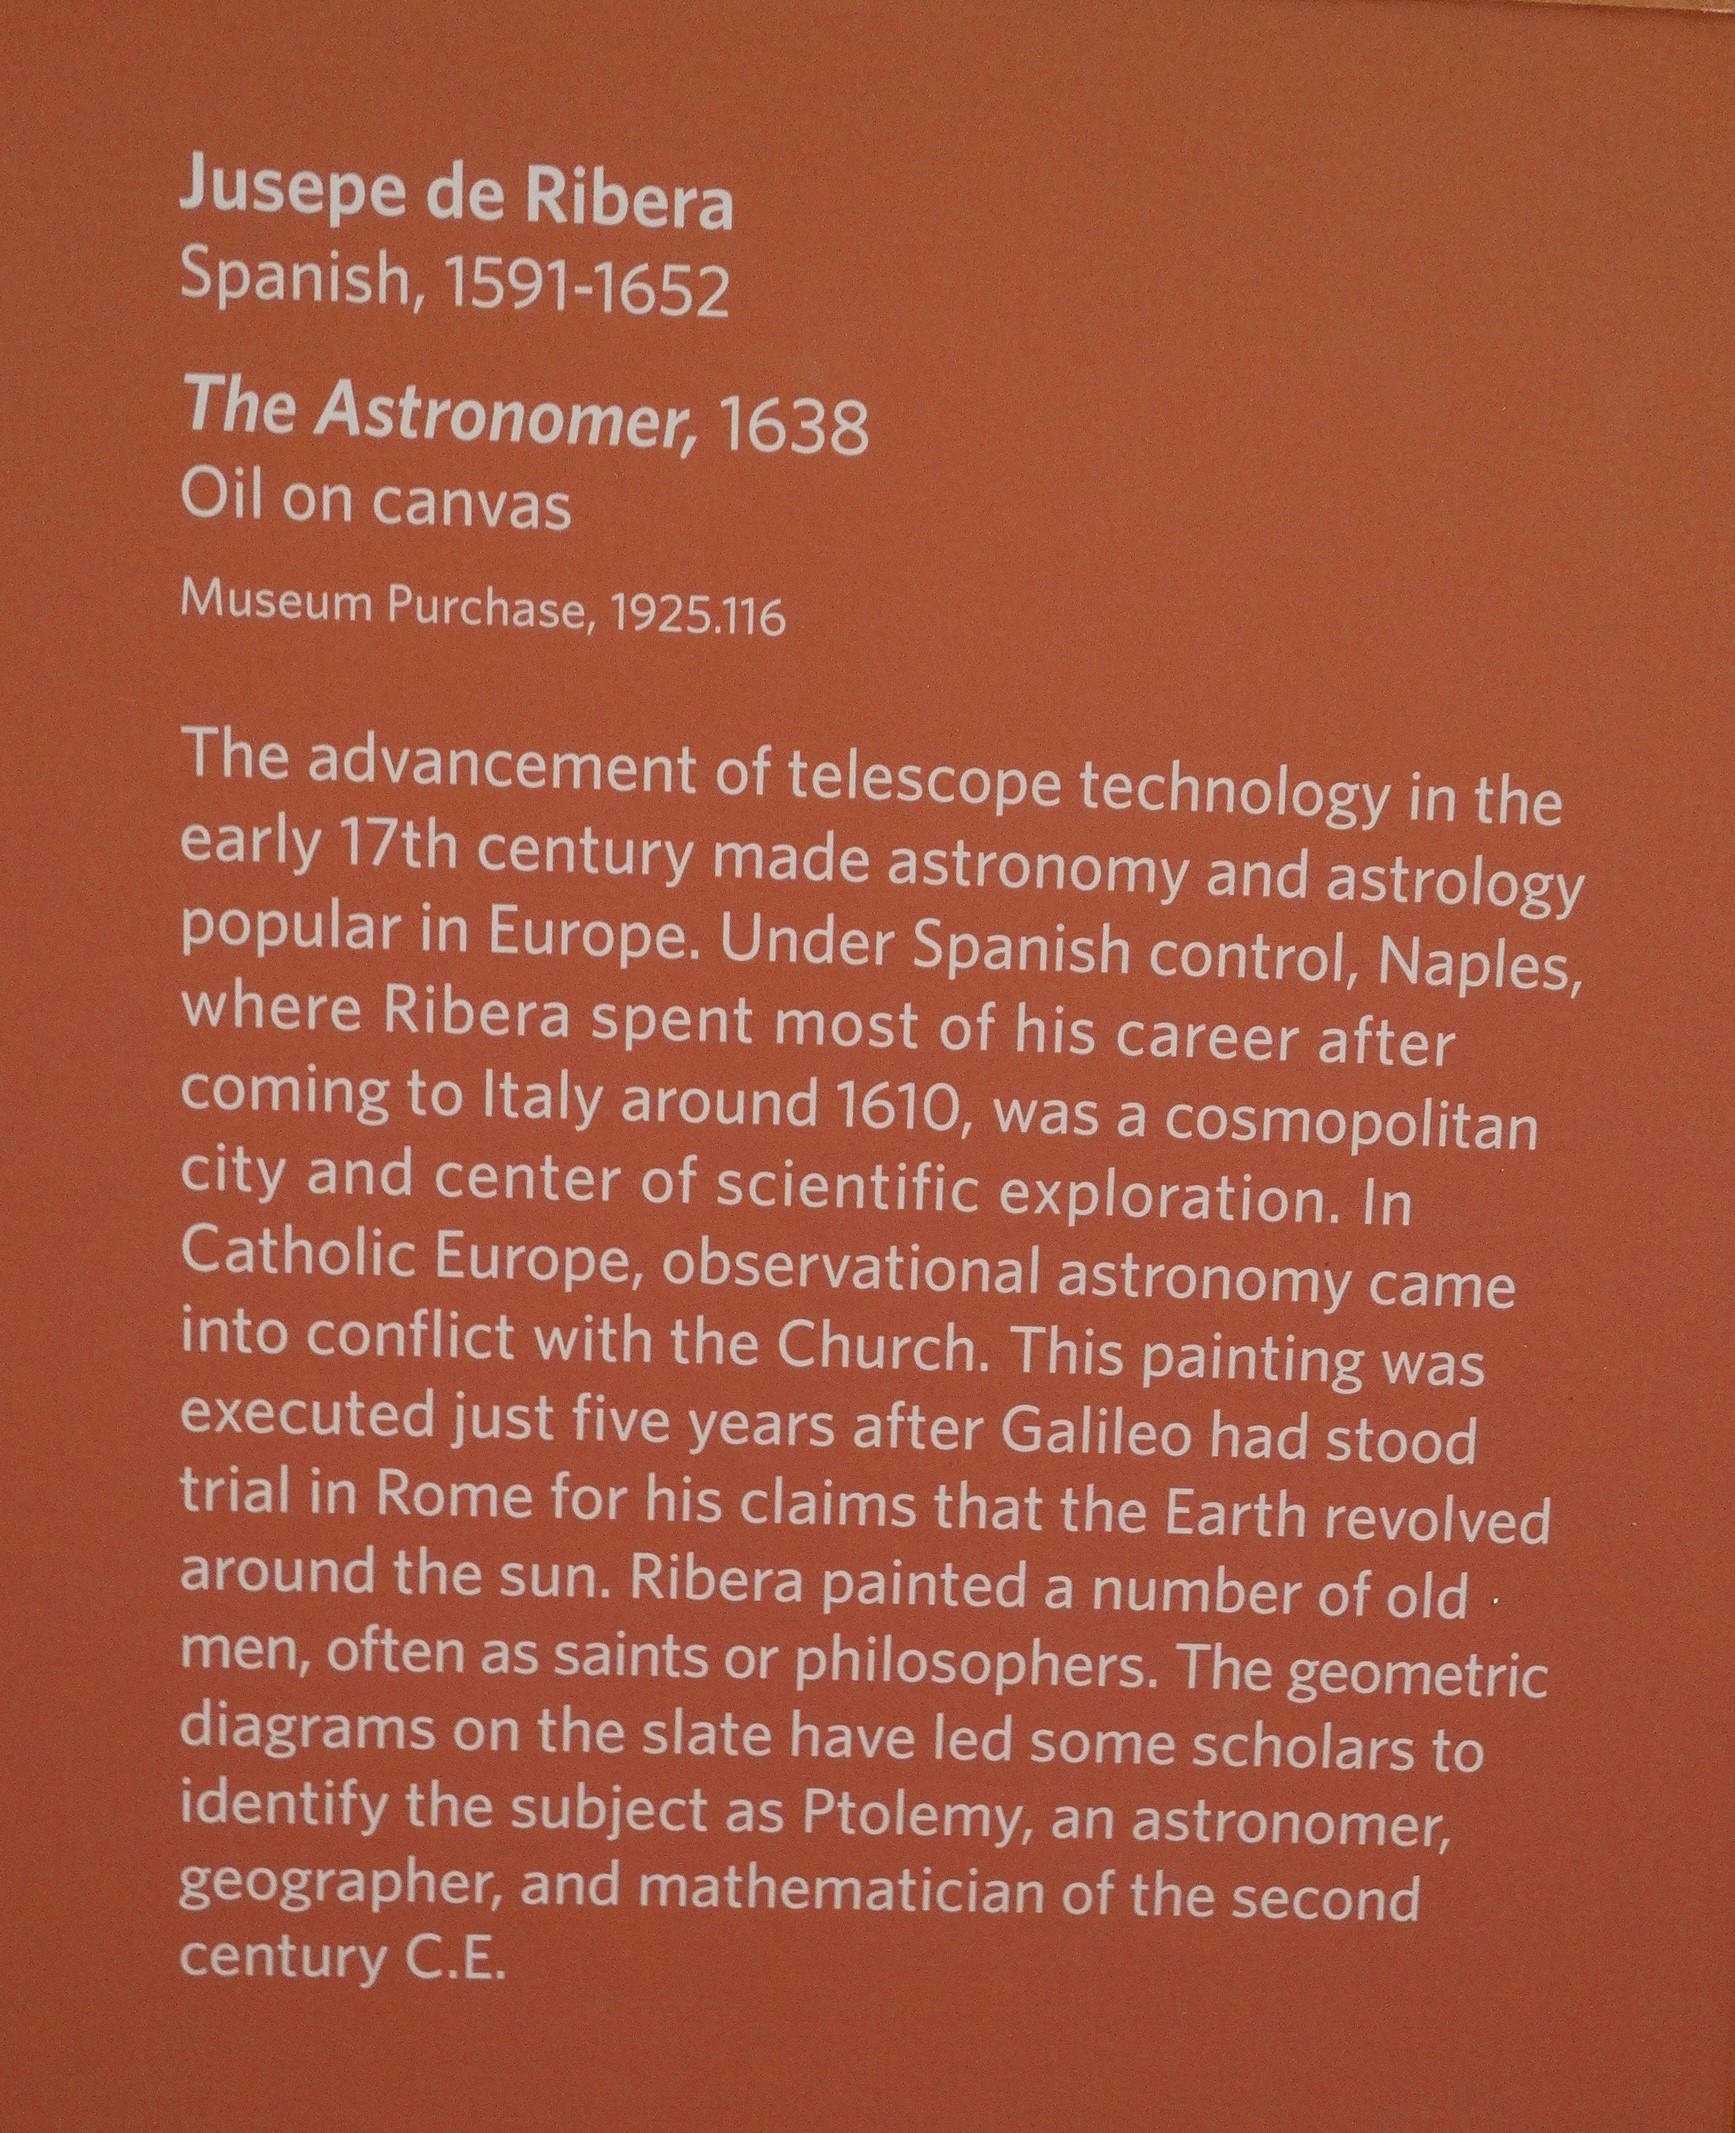 Jusepe de Ribera
Spanish, 1591-1652
The Astronomer, 1638
Oil on canvas
Museum Purchase, 1925.116
The advancement of telescope technology in the
early 17th century made astronomy and astrology
popular in Europe. Under Spanish control, Naples,
where Ribera spent most of his career after
coming to Italy around 1610, was a cosmopolitan
city and center of scientific exploration. In
Catholic Europe, observational astronomy came
into conflict with the Church. This painting was
executed just five years after Galileo had stood
trial in Rome for his claims that the Earth revolved
around the sun. Ribera painted a number of old
men, often as saints or philosophers. The geometric
diagrams on the slate have led some scholars to
identify the subject as Ptolemy, an astronomer,
geographer, and mathematician of the second
century C.E.